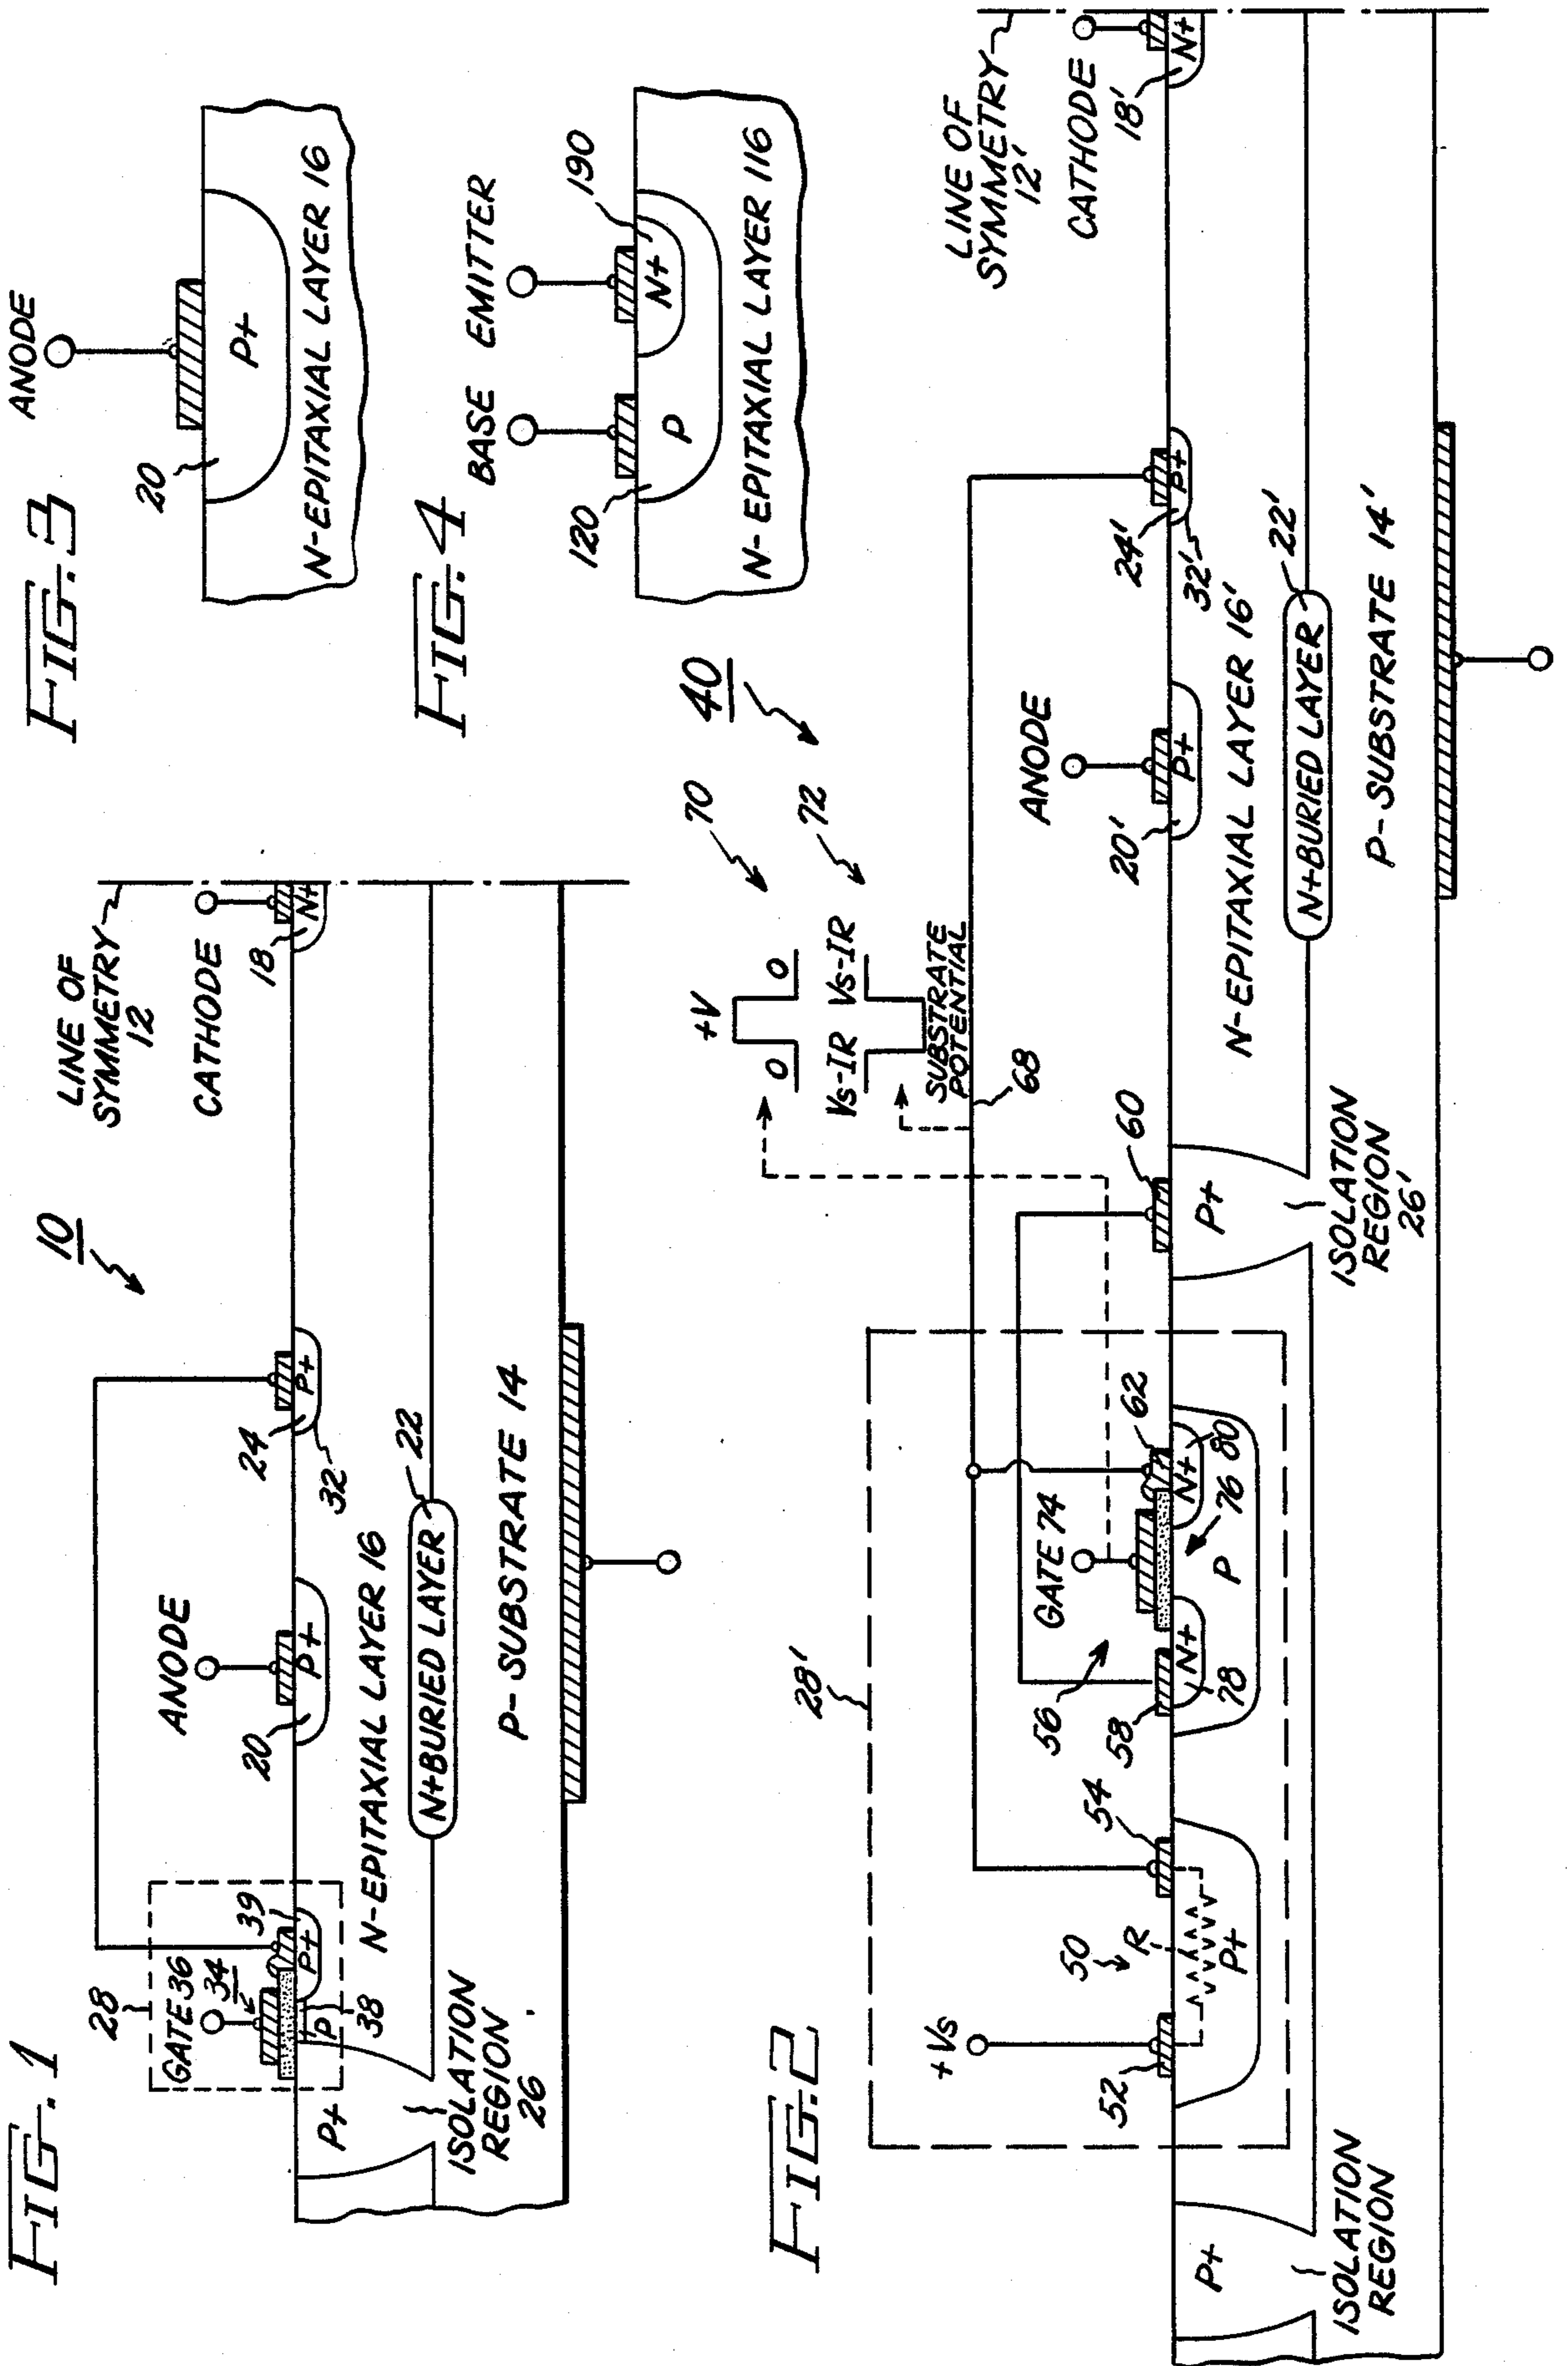 FIG. 1
10
28
GATE 36
34
39
P+
P
38
P+
ISOLATION
REGION
26
ANODE
20
P+
24
P+
32
LINE OF
SYMMETRY
12
CATHODE
18
N+
N-EPITAXIAL LAYER 16
N+BURIED LAYER
22
P-SUBSTRATE 14
FIG. 3
ANODE
20
P+
N-EPITAXIAL LAYER 16
FIG. 4
BASE EMITTER
120
190
P
N+
N-EPITAXIAL LAYER 116
FIG. 2
40
70
72
+V
0
0
Vs-IR
Vs-IR
SUBSTRATE
POTENTIAL
68
28'
+Vs
52
50
R
P+
54
56
58
GATE 74
62
N+
78
76
P
N+
80
60
P+
ISOLATION
REGION
26'
P+
ISOLATION
REGION
ANODE
20'
P+
24'
P+
32'
LINE OF
SYMMETRY
12'
CATHODE
18'
N+
N-EPITAXIAL LAYER 16'
N+BURIED LAYER
22'
P-SUBSTRATE 14'